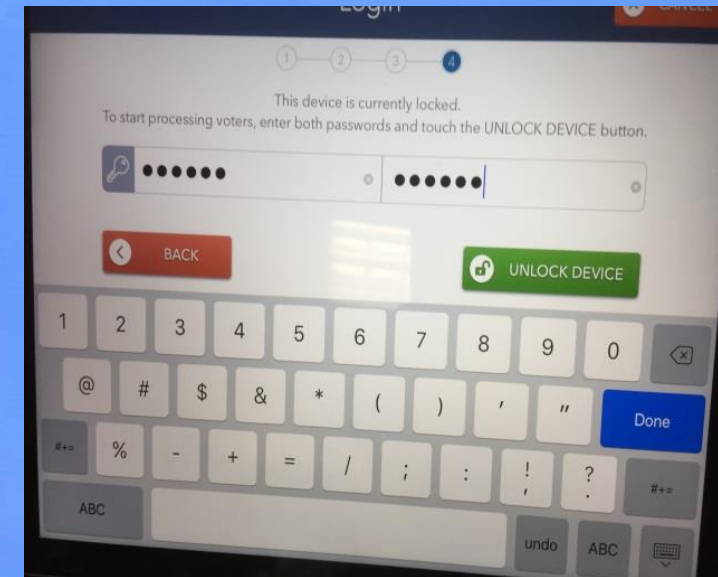 Login
CANCEL
1 2 3 4
This device is currently locked.
To start processing voters, enter both passwords and touch the UNLOCK DEVICE button.
●●●●●● ●●●●●●
BACK
UNLOCK DEVICE
1 2 3 4 5 6 7 8 9 0
@ # $ & * ( ) ' "
Done
#+= % - + = / ; : ! , ? . #+=
ABC
undo ABC